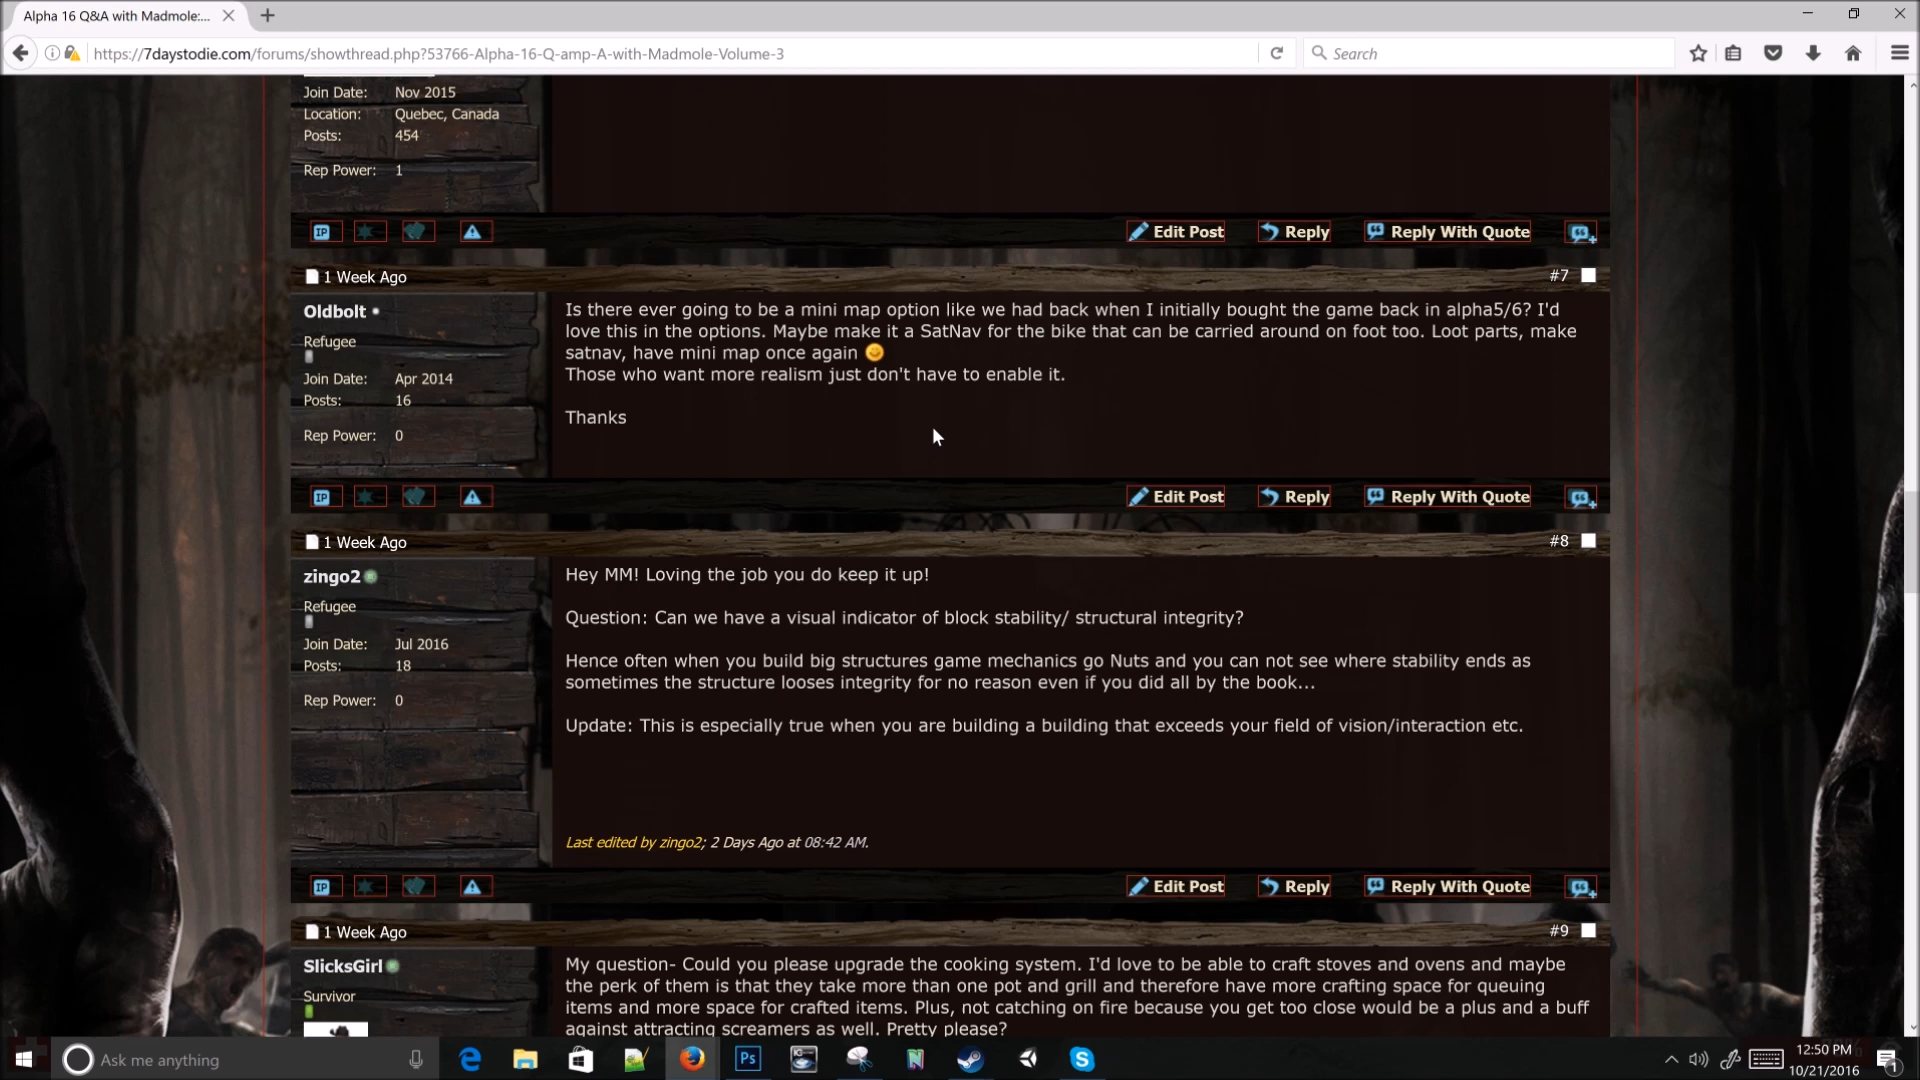 Alpha 16 Q&A with Madmole:...
https://7daystodie.com/forums/showthread.php?53766-Alpha-16-Q-amp-A-with-Madmole-Volume-3
Search
Join Date: Nov 2015
Location: Quebec, Canada
Posts: 454
Rep Power: 1
IP
Edit Post Reply Reply With Quote
1 Week Ago #7
Oldbolt
Refugee
Join Date: Apr 2014
Posts: 16
Rep Power: 0
Is there ever going to be a mini map option like we had back when I initially bought the game back in alpha5/6? I'd
love this in the options. Maybe make it a SatNav for the bike that can be carried around on foot too. Loot parts, make
satnav, have mini map once again
Those who want more realism just don't have to enable it.
Thanks
IP
Edit Post Reply Reply With Quote
1 Week Ago #8
zingo2
Refugee
Join Date: Jul 2016
Posts: 18
Rep Power: 0
Hey MM! Loving the job you do keep it up!
Question: Can we have a visual indicator of block stability/ structural integrity?
Hence often when you build big structures game mechanics go Nuts and you can not see where stability ends as
sometimes the structure looses integrity for no reason even if you did all by the book...
Update: This is especially true when you are building a building that exceeds your field of vision/interaction etc.
Last edited by zingo2; 2 Days Ago at 08:42 AM.
IP
Edit Post Reply Reply With Quote
1 Week Ago #9
SlicksGirl
Survivor
My question- Could you please upgrade the cooking system. I'd love to be able to craft stoves and ovens and maybe
the perk of them is that they take more than one pot and grill and therefore have more crafting space for queuing
items and more space for crafted items. Plus, not catching on fire because you get too close would be a plus and a buff
against attracting screamers as well. Pretty please?
Ask me anything
Ps
12:50 PM
10/21/2016
1